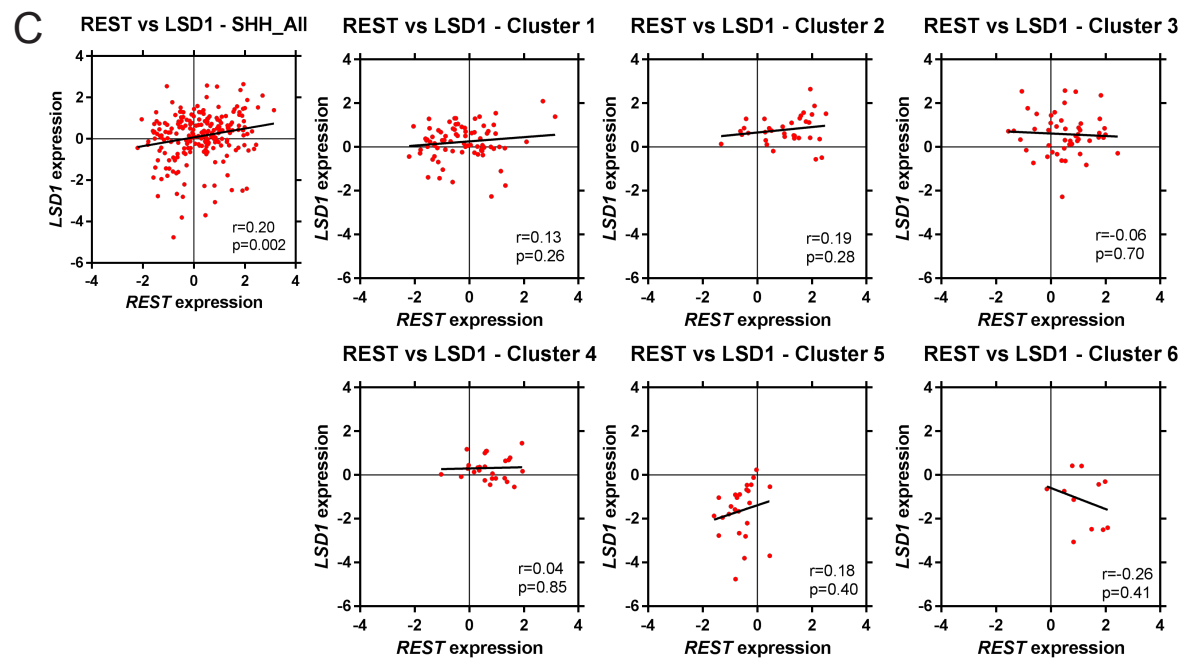 C
REST vs LSD1 - SHH_All
4
2
0
-2
-4
-6
LSD1 expression
r=0.20
p=0.002
-4 -2 0 2 4
REST expression
REST vs LSD1 - Cluster 1
4
2
0
-2
-4
-6
LSD1 expression
r=0.13
p=0.26
-4 -2 0 2 4
REST expression
REST vs LSD1 - Cluster 2
4
2
0
-2
-4
-6
LSD1 expression
r=0.19
p=0.28
-4 -2 0 2 4
REST expression
REST vs LSD1 - Cluster 3
4
2
0
-2
-4
-6
LSD1 expression
r=-0.06
p=0.70
-4 -2 0 2 4
REST expression
REST vs LSD1 - Cluster 4
4
2
0
-2
-4
-6
LSD1 expression
r=0.04
p=0.85
-4 -2 0 2 4
REST expression
REST vs LSD1 - Cluster 5
4
2
0
-2
-4
-6
LSD1 expression
r=0.18
p=0.40
-4 -2 0 2 4
REST expression
REST vs LSD1 - Cluster 6
4
2
0
-2
-4
-6
LSD1 expression
r=-0.26
p=0.41
-4 -2 0 2 4
REST expression